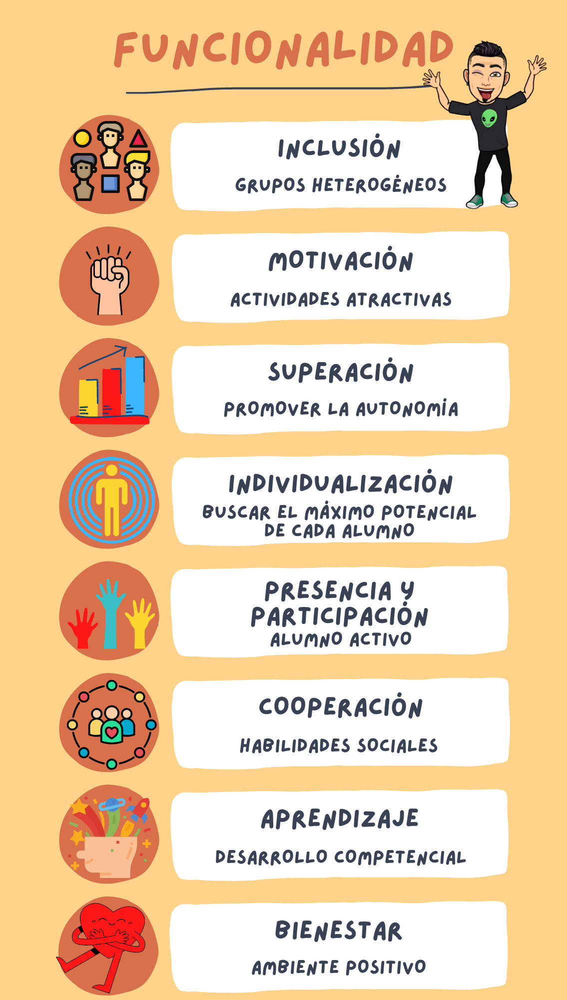 FUNCIONALIDAD
INCLUSIÓN
GRUPOS HETEROGÉNEOS
MOTIVACIÓN
ACTIVIDADES ATRACTIVAS
SUPERACIÓN
PROMOVER LA AUTONOMÍA
INDIVIDUALIZACIÓN
BUSCAR EL MÁXIMO POTENCIAL
DE CADA ALUMNO
PRESENCIA Y
PARTICIPACIÓN
ALUMNO ACTIVO
COOPERACIÓN
HABILIDADES SOCIALES
APRENDIZAJE
DESARROLLO COMPETENCIAL
BIENESTAR
AMBIENTE POSITIVO